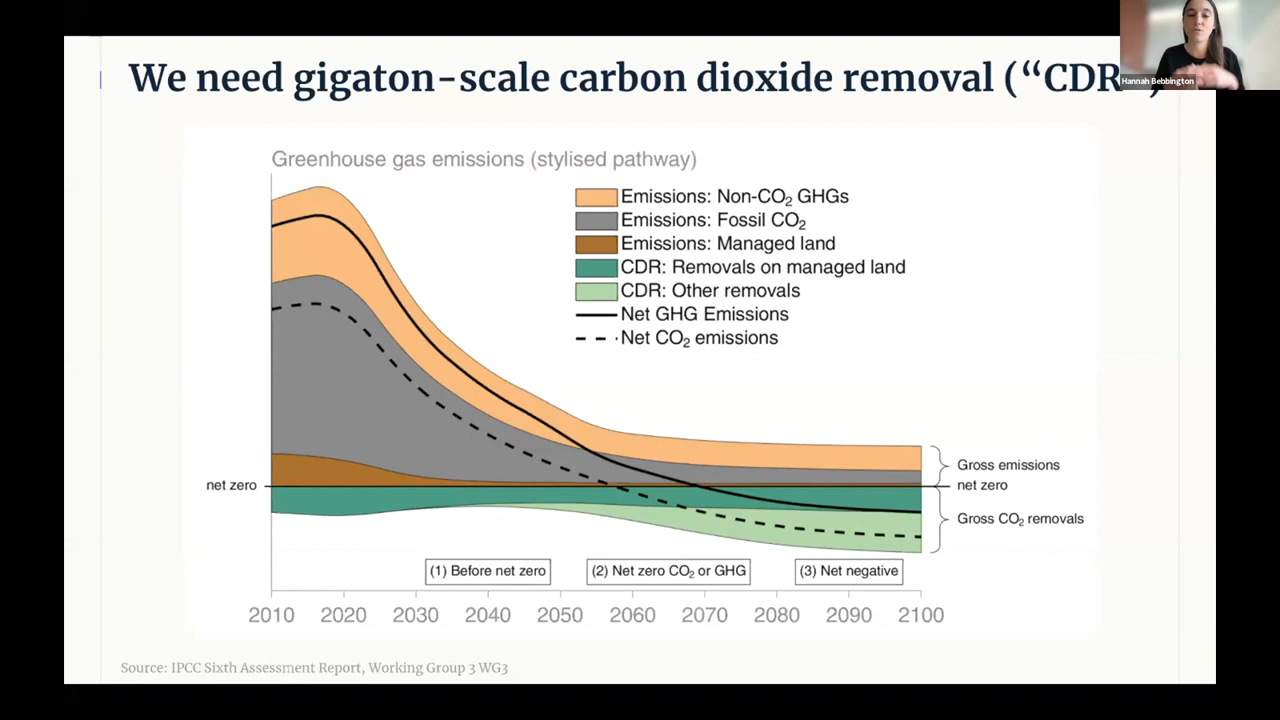 We need gigaton-scale carbon dioxide removal (“CDR
Hannah Bebbington
Greenhouse gas emissions (stylised pathway)
Emissions: Non-CO₂ GHGs
Emissions: Fossil CO₂
Emissions: Managed land
CDR: Removals on managed land
CDR: Other removals
Net GHG Emissions
Net CO₂ emissions
Gross emissions
net zero
net zero
Gross CO₂ removals
(1) Before net zero
(2) Net zero CO₂ or GHG
(3) Net negative
2010 2020 2030 2040 2050 2060 2070 2080 2090 2100
Source: IPCC Sixth Assessment Report, Working Group 3 WG3